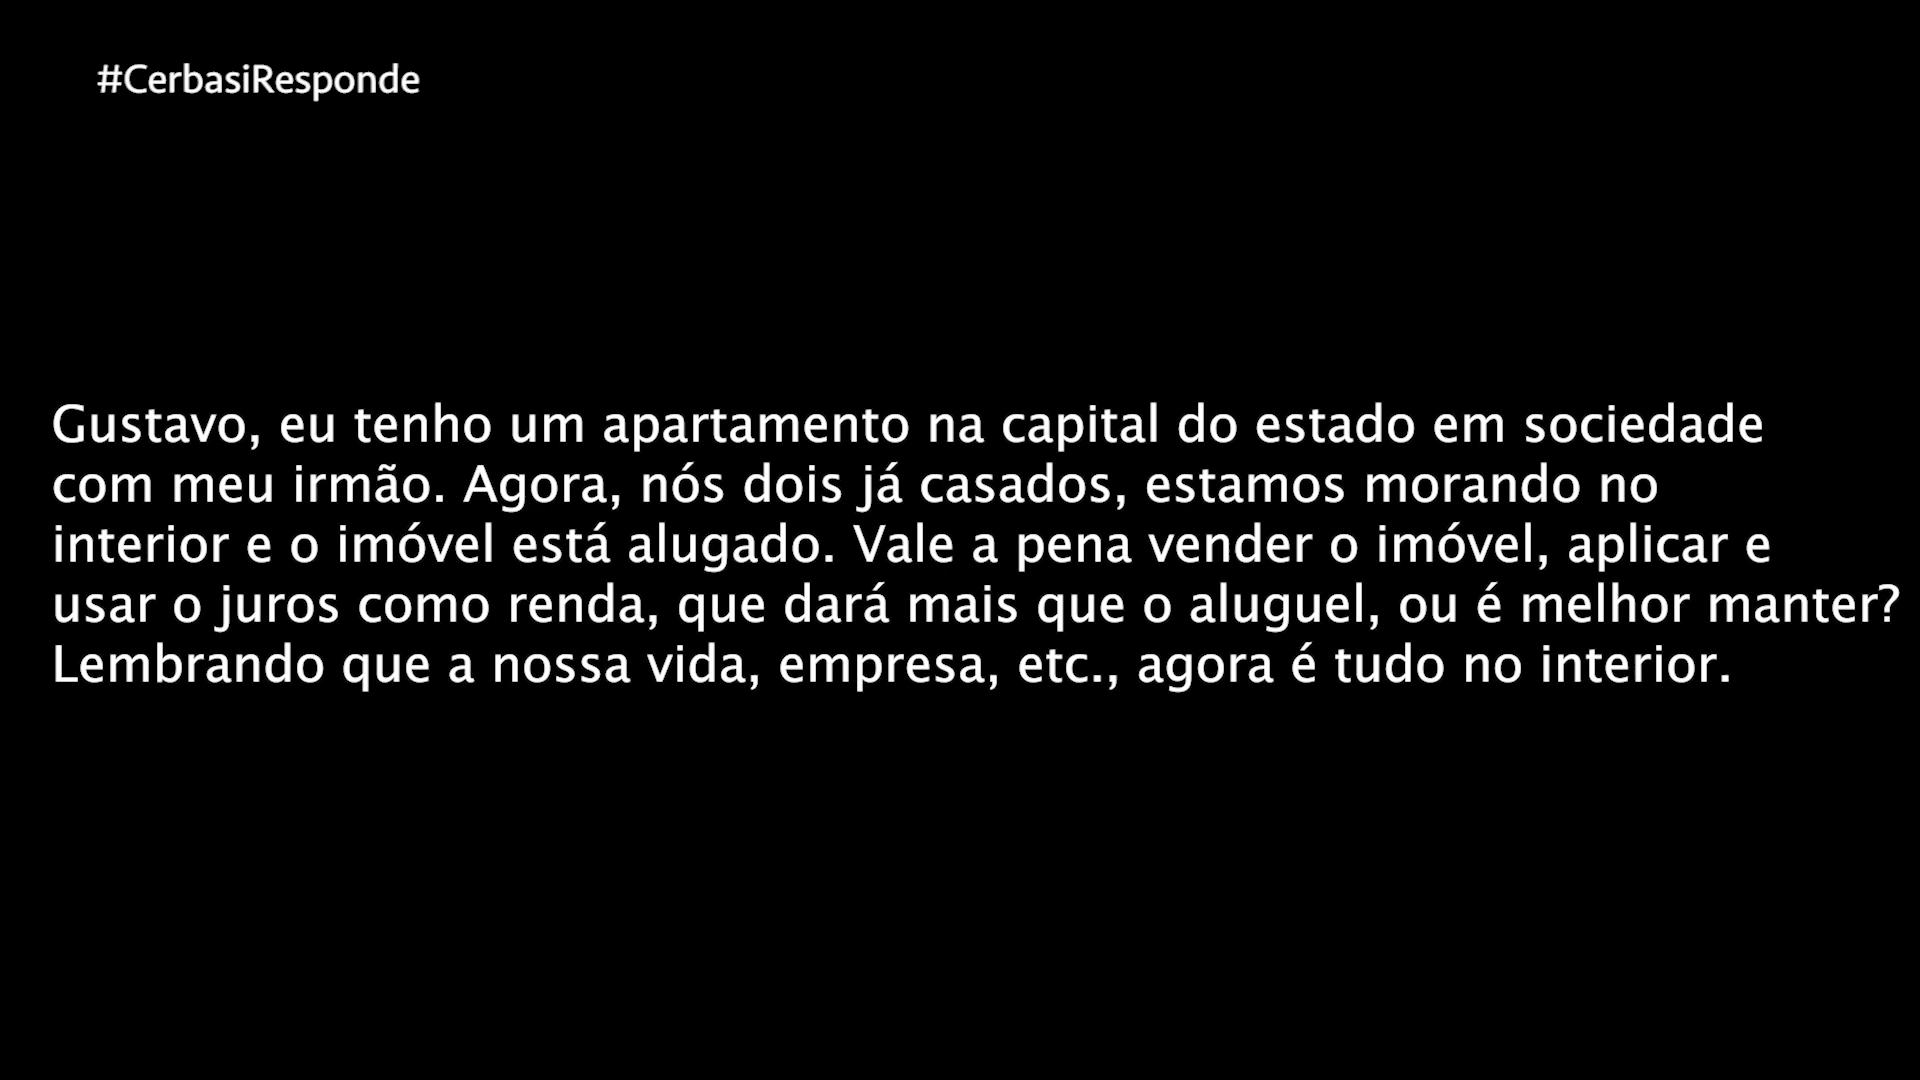 #CerbasiResponde
Gustavo, eu tenho um apartamento na capital do estado em sociedade
com meu irmão. Agora, nós dois já casados, estamos morando no
interior e o imóvel está alugado. Vale a pena vender o imóvel, aplicar e
usar o juros como renda, que dará mais que o aluguel, ou é melhor manter?
Lembrando que a nossa vida, empresa, etc., agora é tudo no interior.